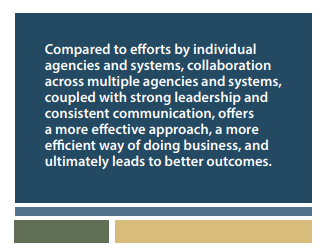 Compared to efforts by individual
agencies and systems, collaboration
across multiple agencies and systems,
coupled with strong leadership and
consistent communication, offers
a more effective approach, a more
efficient way of doing business, and
ultimately leads to better outcomes.